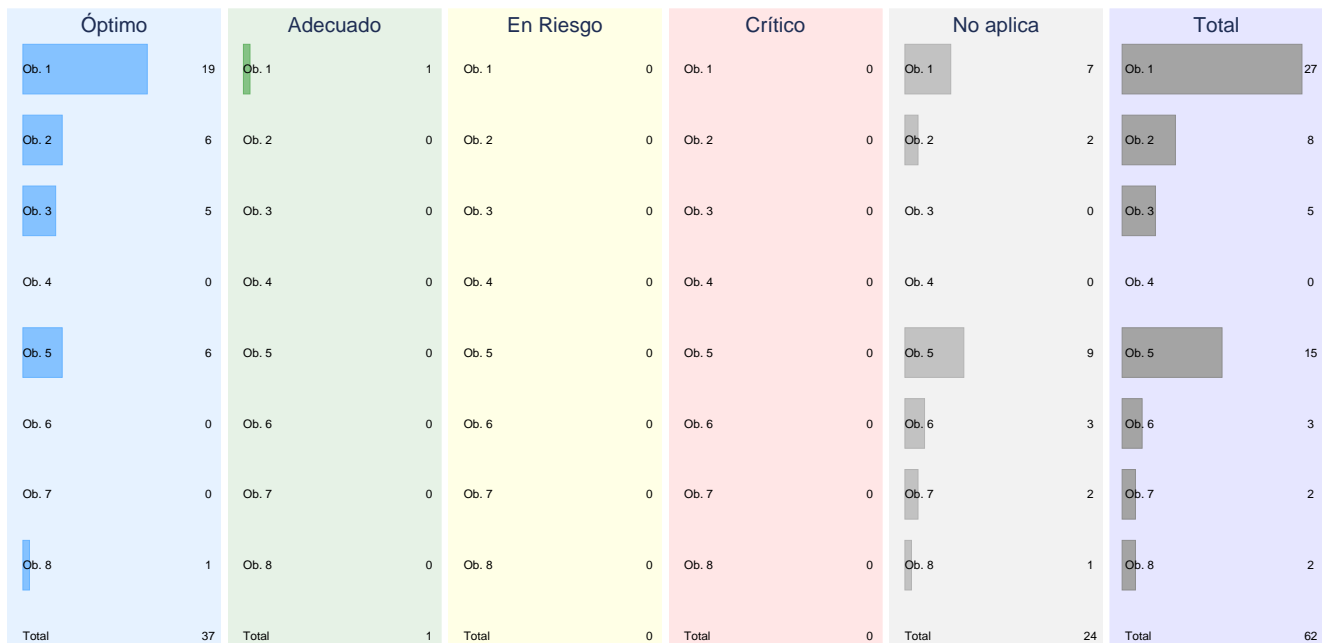 Óptimo Adecuado En Riesgo Crítico No aplica Total
Ob. 1 19 Ob. 1 1 Ob. 1 0 Ob. 1 0 Ob. 1 7 Ob. 1 27
Ob. 2 6 Ob. 2 0 Ob. 2 0 Ob. 2 0 Ob. 2 2 Ob. 2 8
Ob. 3 5 Ob. 3 0 Ob. 3 0 Ob. 3 0 Ob. 3 0 Ob. 3 5
Ob. 4 0 Ob. 4 0 Ob. 4 0 Ob. 4 0 Ob. 4 0 Ob. 4 0
Ob. 5 6 Ob. 5 0 Ob. 5 0 Ob. 5 0 Ob. 5 9 Ob. 5 15
Ob. 6 0 Ob. 6 0 Ob. 6 0 Ob. 6 0 Ob. 6 3 Ob. 6 3
Ob. 7 0 Ob. 7 0 Ob. 7 0 Ob. 7 0 Ob. 7 2 Ob. 7 2
Ob. 8 1 Ob. 8 0 Ob. 8 0 Ob. 8 0 Ob. 8 1 Ob. 8 2
Total 37 Total 1 Total 0 Total 0 Total 24 Total 62